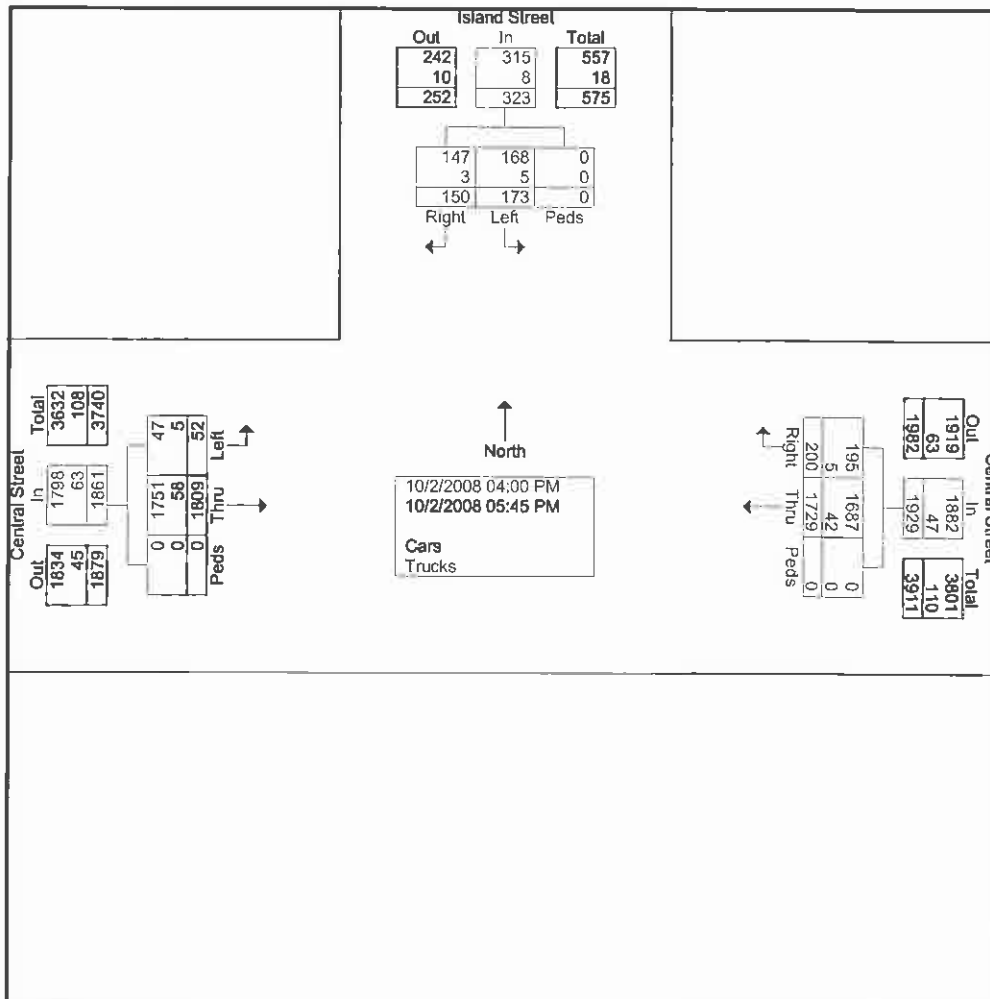 Island Street
Out In Total
242 315 557
10 8 18
252 323 575
147 168 0
3 5 0
150 173 0
Right Left Peds
Central Street
Total In Out
3632 1798 1834
108 63 45
3740 1861 1879
47 1751 0
5 58 0
52 1809 0
Left Thru Peds
North
10/2/2008 04:00 PM
10/2/2008 05:45 PM
Cars
Trucks
195 1687 0
5 42 0
200 1729 0
Right Thru Peds
Out In Total
1919 1882 3801
63 47 110
1982 1929 3911
Central Street